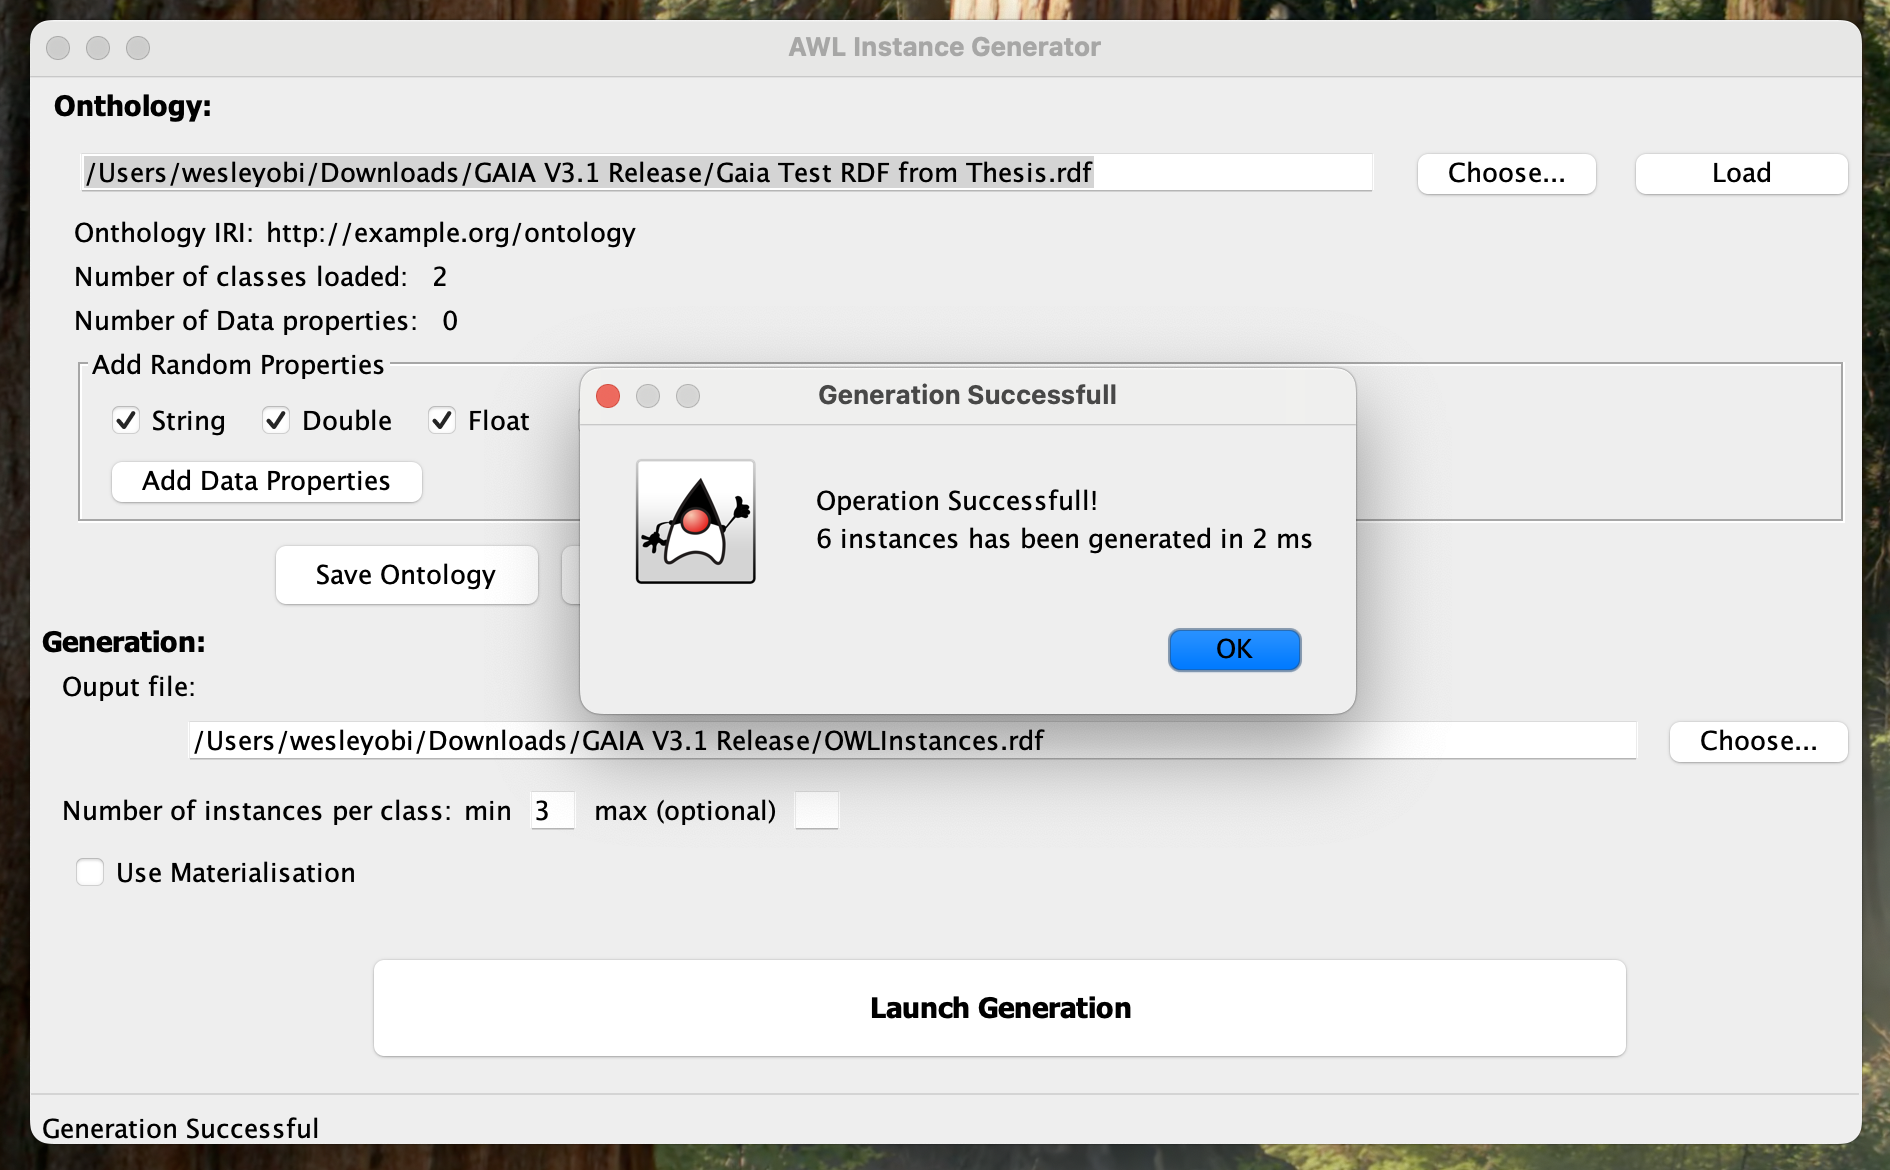 AWL Instance Generator
Onthology:
/Users/wesleyobi/Downloads/GAIA V3.1 Release/Gaia Test RDF from Thesis.rdf
Choose...
Load
Onthology IRI: http://example.org/ontology
Number of classes loaded: 2
Number of Data properties: 0
Add Random Properties
String
Double
Float
Add Data Properties
Generation Successfull
Operation Successfull!
6 instances has been generated in 2 ms
OK
Save Ontology
Generation:
Ouput file:
/Users/wesleyobi/Downloads/GAIA V3.1 Release/OWLInstances.rdf
Choose...
Number of instances per class: min 3 max (optional)
Use Materialisation
Launch Generation
Generation Successful